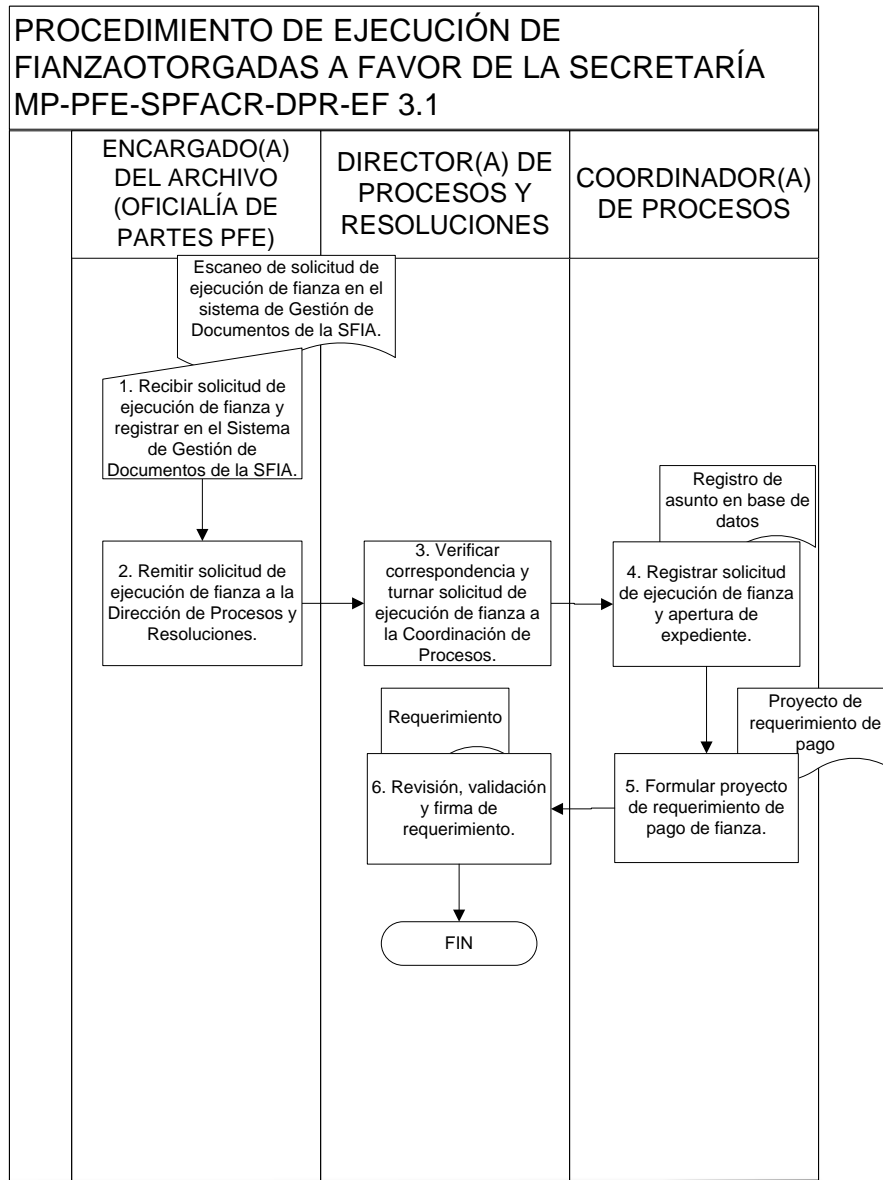 PROCEDIMIENTO DE EJECUCIÓN DE
FIANZAOTORGADAS A FAVOR DE LA SECRETARÍA
MP-PFE-SPFACR-DPR-EF 3.1
ENCARGADO(A)
DEL ARCHIVO
(OFICIALÍA DE
PARTES PFE)
DIRECTOR(A) DE
PROCESOS Y
RESOLUCIONES
COORDINADOR(A)
DE PROCESOS
Escaneo de solicitud de
ejecución de fianza en el
sistema de Gestión de
Documentos de la SFIA.
1. Recibir solicitud de
ejecución de fianza y
registrar en el Sistema
de Gestión de
Documentos de la SFIA.
2. Remitir solicitud de
ejecución de fianza a la
Dirección de Procesos y
Resoluciones.
3. Verificar
correspondencia y
turnar solicitud de
ejecución de fianza a
la Coordinación de
Procesos.
Registro de
asunto en base de
datos
4. Registrar solicitud
de ejecución de fianza
y apertura de
expediente.
Proyecto de
requerimiento de
pago
5. Formular proyecto
de requerimiento de
pago de fianza.
Requerimiento
6. Revisión, validación
y firma de
requerimiento.
FIN